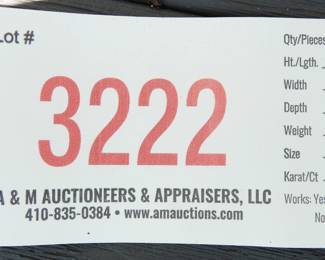 Lot #
3222
A & M AUCTIONEERS & APPRAISERS, LLC
410-835-0384 • www.amauctions.com
Qty/Pieces
Ht./Lgth.
Width
Depth
Weight
Size
Karat/Ct
Works: Yes
No